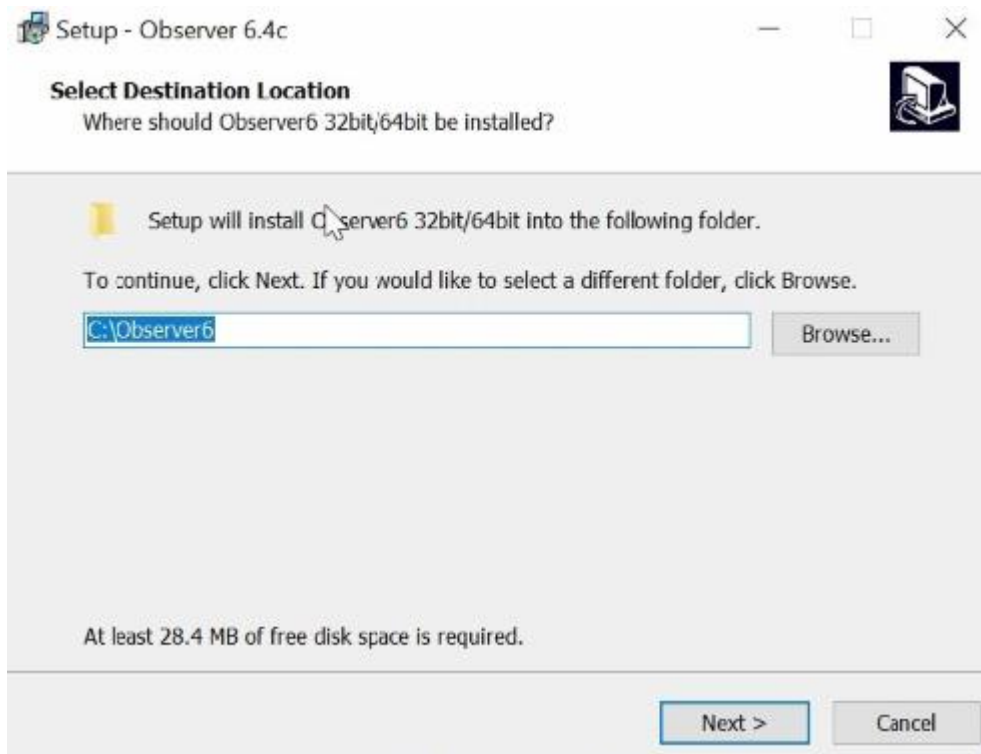 Setup - Observer 6.4c
Select Destination Location
Where should Observer6 32bit/64bit be installed?
Setup will install Observer6 32bit/64bit into the following folder.
To continue, click Next. If you would like to select a different folder, click Browse.
C:\Observer6
Browse...
At least 28.4 MB of free disk space is required.
Next >
Cancel